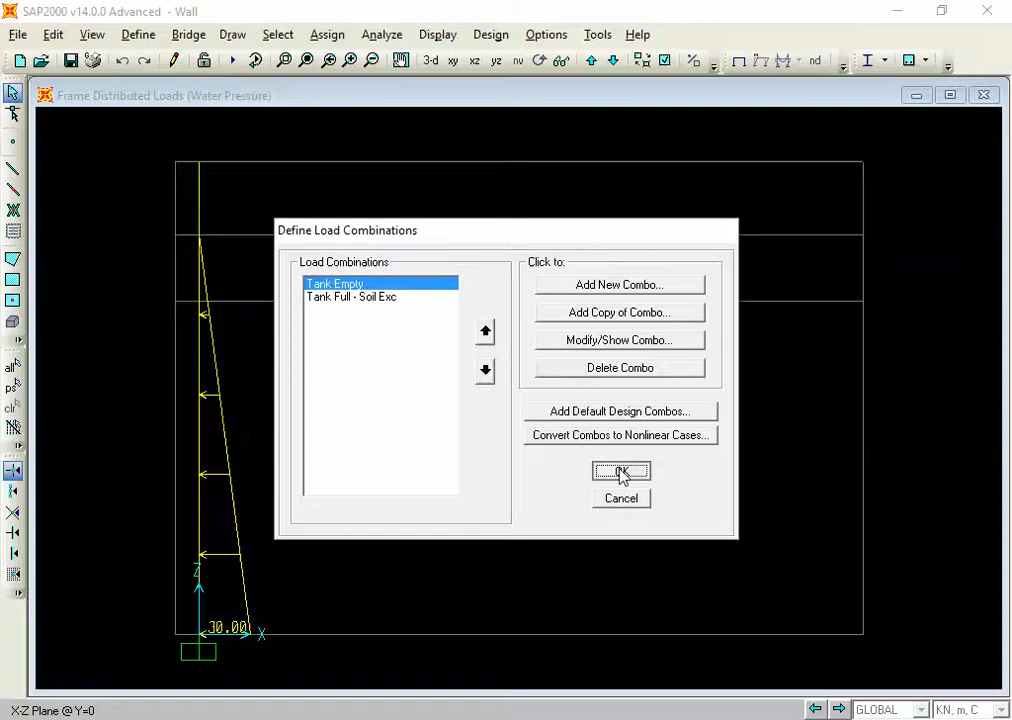 SAP2000 v14.0.0 Advanced - Wall
File Edit View Define Bridge Draw Select Assign Analyze Display Design Options Tools Help
3-d xy xz yz nv nd
Frame Distributed Loads (Water Pressure)
all
ps
clr
Define Load Combinations
Load Combinations
Tank Empty
Tank Full - Soil Exc
Click to:
Add New Combo...
Add Copy of Combo...
Modify/Show Combo...
Delete Combo
Add Default Design Combos...
Convert Combos to Nonlinear Cases...
OK
Cancel
Z
30.00
X
X-Z Plane @ Y=0
GLOBAL
KN, m, C